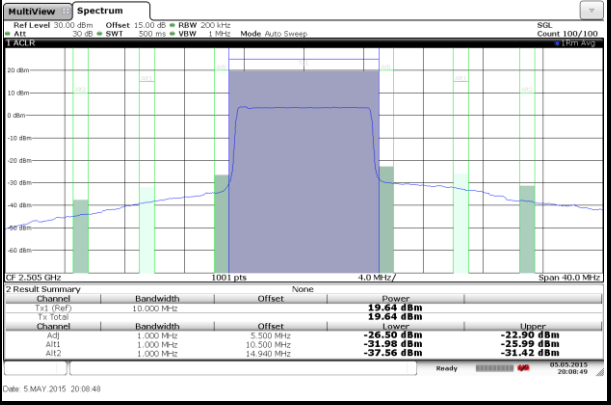 MultiView Spectrum
Ref Level 30.00 dBm Offset 15.00 dB RBW 200 kHz SGL
Att 30 dB SWT 500 ms VBW 1 MHz Mode Auto Sweep Count 100/100
1 ACLR 1Rm Avg
20 dBm
10 dBm
0 dBm
-10 dBm
-20 dBm
-30 dBm
-40 dBm
-50 dBm
-60 dBm
CF 2.505 GHz 1001 pts 4.0 MHz/ Span 40.0 MHz
2 Result Summary None
Channel Bandwidth Offset Power
Tx1 (Ref) 10.000 MHz 19.64 dBm
Tx Total 19.64 dBm
Channel Bandwidth Offset Lower Upper
Adj 1.000 MHz 5.500 MHz -26.50 dBm -22.90 dBm
Alt1 1.000 MHz 10.500 MHz -31.98 dBm -25.99 dBm
Alt2 1.000 MHz 14.940 MHz -37.56 dBm -31.42 dBm
Ready 05.05.2015
20:08:49
Date: 5.MAY.2015 20:08:48